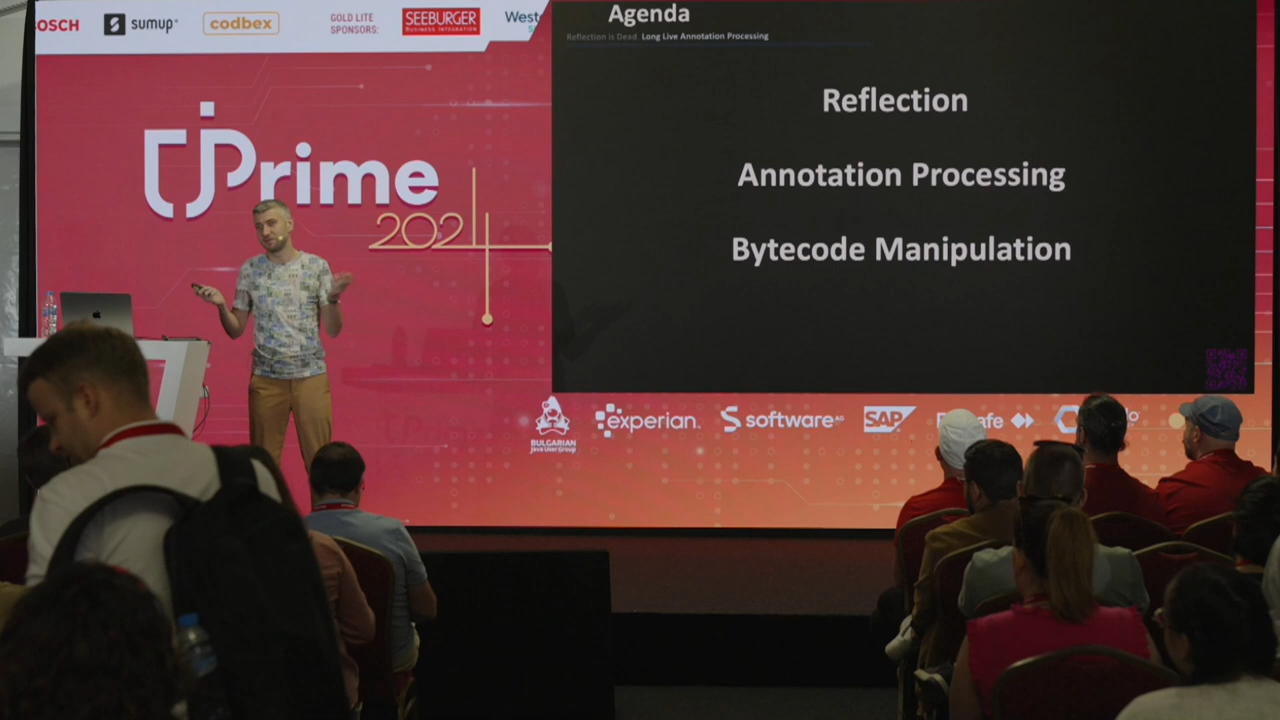 BOSCH
sumup
codbex
GOLD LITE
SPONSORS:
SEEBURGER
BUSINESS INTEGRATION
Agenda
Reflection is Dead Long Live Annotation Processing
Reflection
Annotation Processing
Bytecode Manipulation
jPrime
2024
BULGARIAN
Java User Group
experian.
software AG
SAP